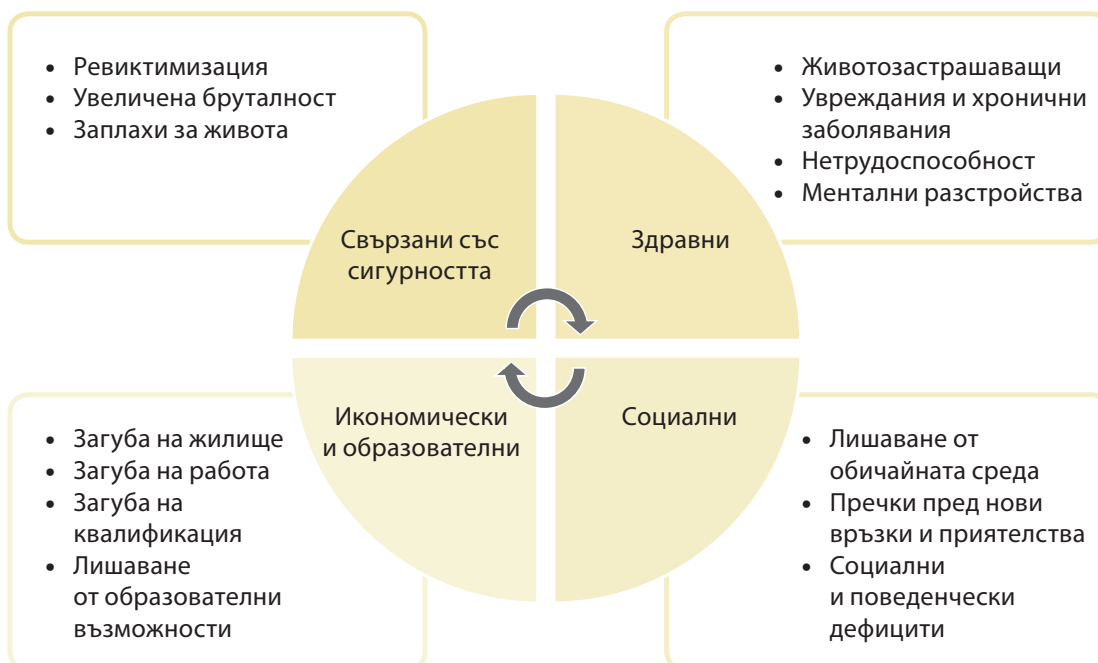 • Ревиктимизация
• Увеличена бруталност
• Заплахи за живота
• Животозастрашаващи
• Увреждания и хронични
заболявания
• Нетрудоспособност
• Ментални разстройства
Свързани със
сигурността
Здравни
Икономически
и образователни
Социални
• Загуба на жилище
• Загуба на работа
• Загуба на
квалификация
• Лишаване
от образователни
възможности
• Лишаване от
обичайната среда
• Пречки пред нови
връзки и приятелства
• Социални
и поведенчески
дефицити